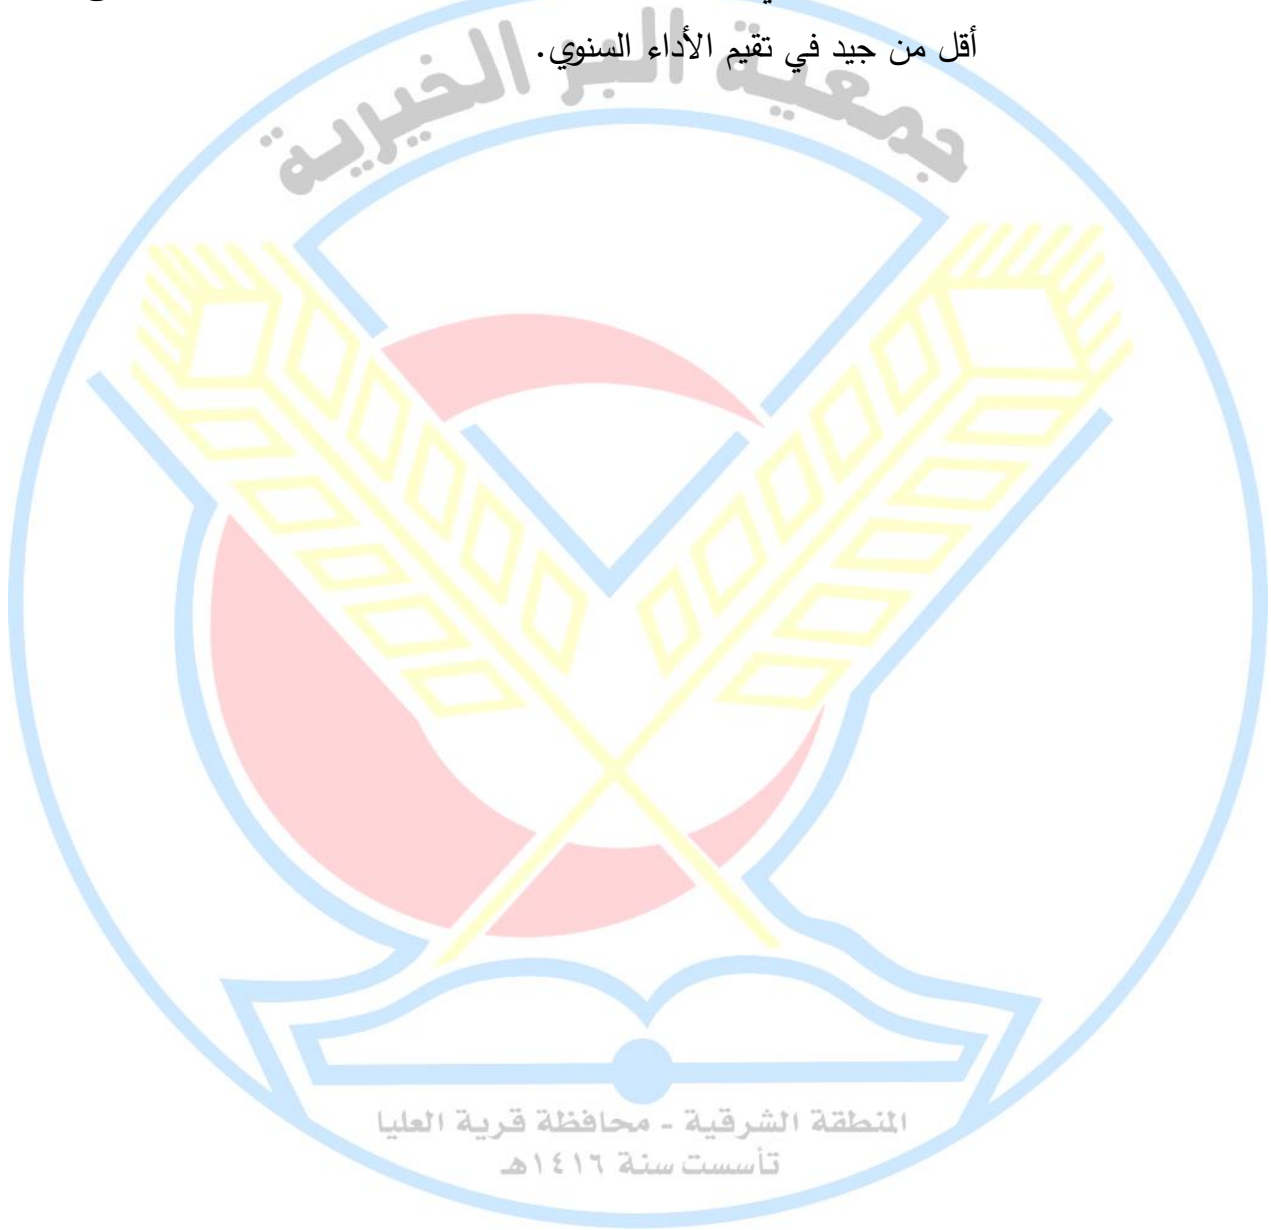 أقل من جيد في تقيم الأداء السنوي.
جمعية البر الخيرية
المنطقة الشرقية - محافظة قرية العليا
تأسست سنة ١٤١٦هـ